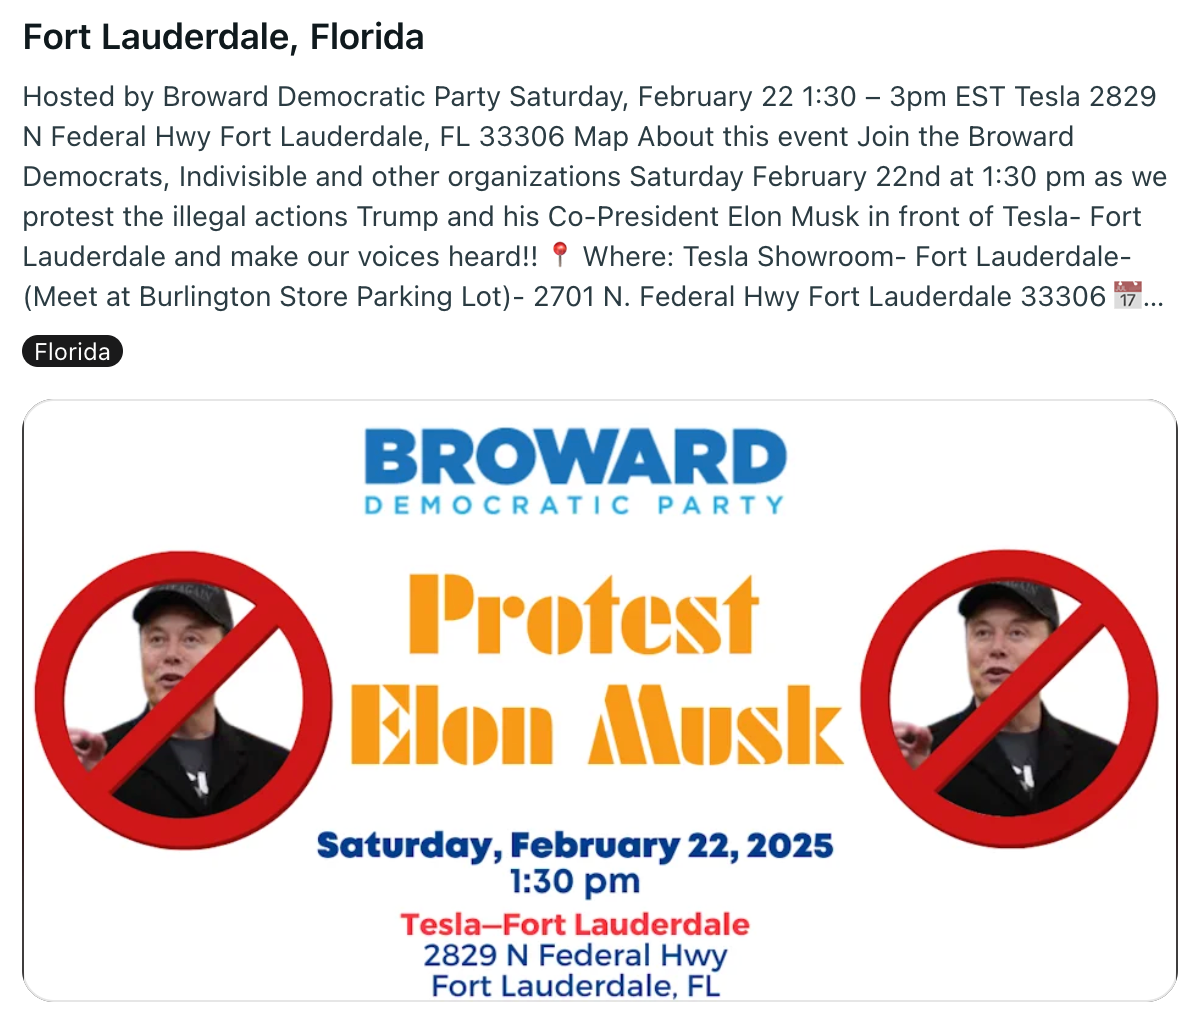 Fort Lauderdale, Florida
Hosted by Broward Democratic Party Saturday, February 22 1:30 – 3pm EST Tesla 2829
N Federal Hwy Fort Lauderdale, FL 33306 Map About this event Join the Broward
Democrats, Indivisible and other organizations Saturday February 22nd at 1:30 pm as we
protest the illegal actions Trump and his Co-President Elon Musk in front of Tesla- Fort
Lauderdale and make our voices heard!! 📍 Where: Tesla Showroom- Fort Lauderdale-
(Meet at Burlington Store Parking Lot)- 2701 N. Federal Hwy Fort Lauderdale 33306 📅...
Florida
BROWARD
DEMOCRATIC PARTY
Protest
Elon Musk
Saturday, February 22, 2025
1:30 pm
Tesla—Fort Lauderdale
2829 N Federal Hwy
Fort Lauderdale, FL